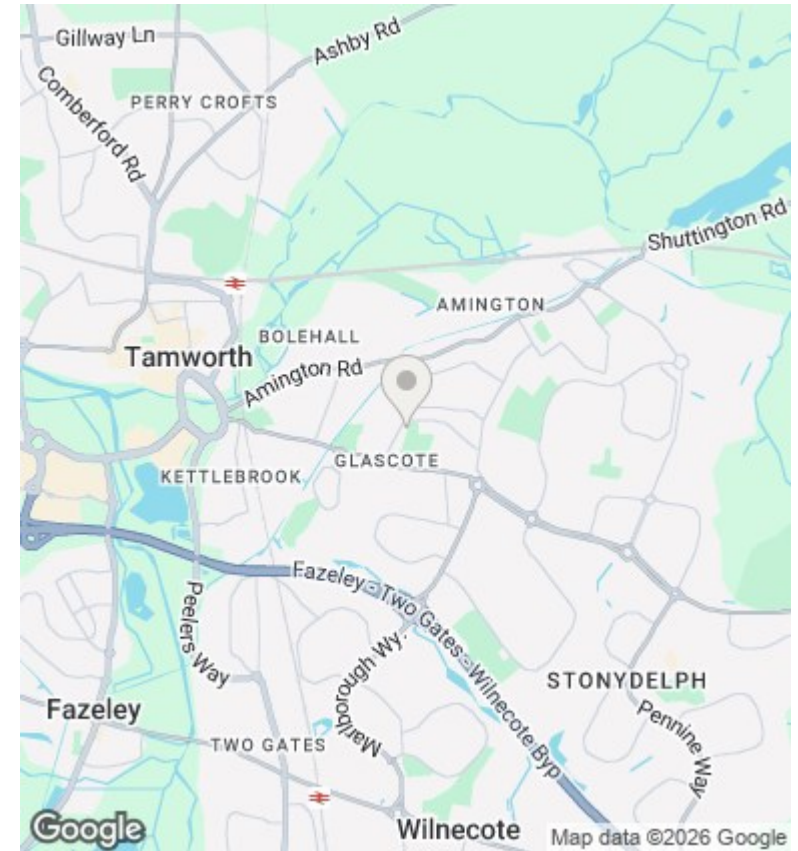 Gillway Ln
Ashby Rd
PERRY CROFTS
Comberford Rd
Shuttington Rd
AMINGTON
BOLEHALL
Tamworth
Amington Rd
GLASCOTE
KETTLEBROOK
Fazeley - Two Gates - Wilnecote Byp
Peelers Way
Marlborough Wy
STONYDELPH
Fazeley
Pennine Way
TWO GATES
Wilnecote
Google
Map data ©2026 Google